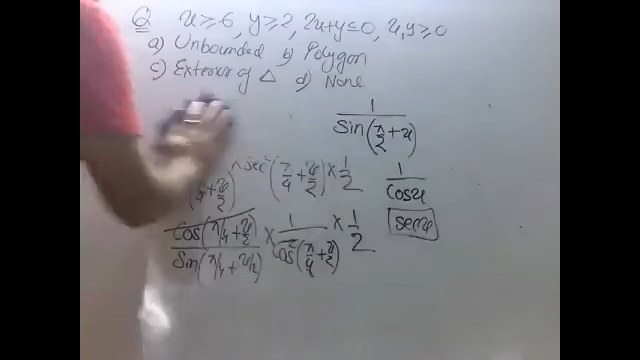 Q x ≥ 6, y ≥ 2, 2x+y ≤ 0, x, y ≥ 0
a) Unbounded b) Polygon
c) Exterior of △ d) None
1/sin(π/2 + x)
+ x/2) × sec²(π/4 + x/2) × 1/2
1/cosx
cos(π/4 + x/2)/sin(π/4 + x/2) × 1/cos²(π/4 + x/2) × 1/2
secx